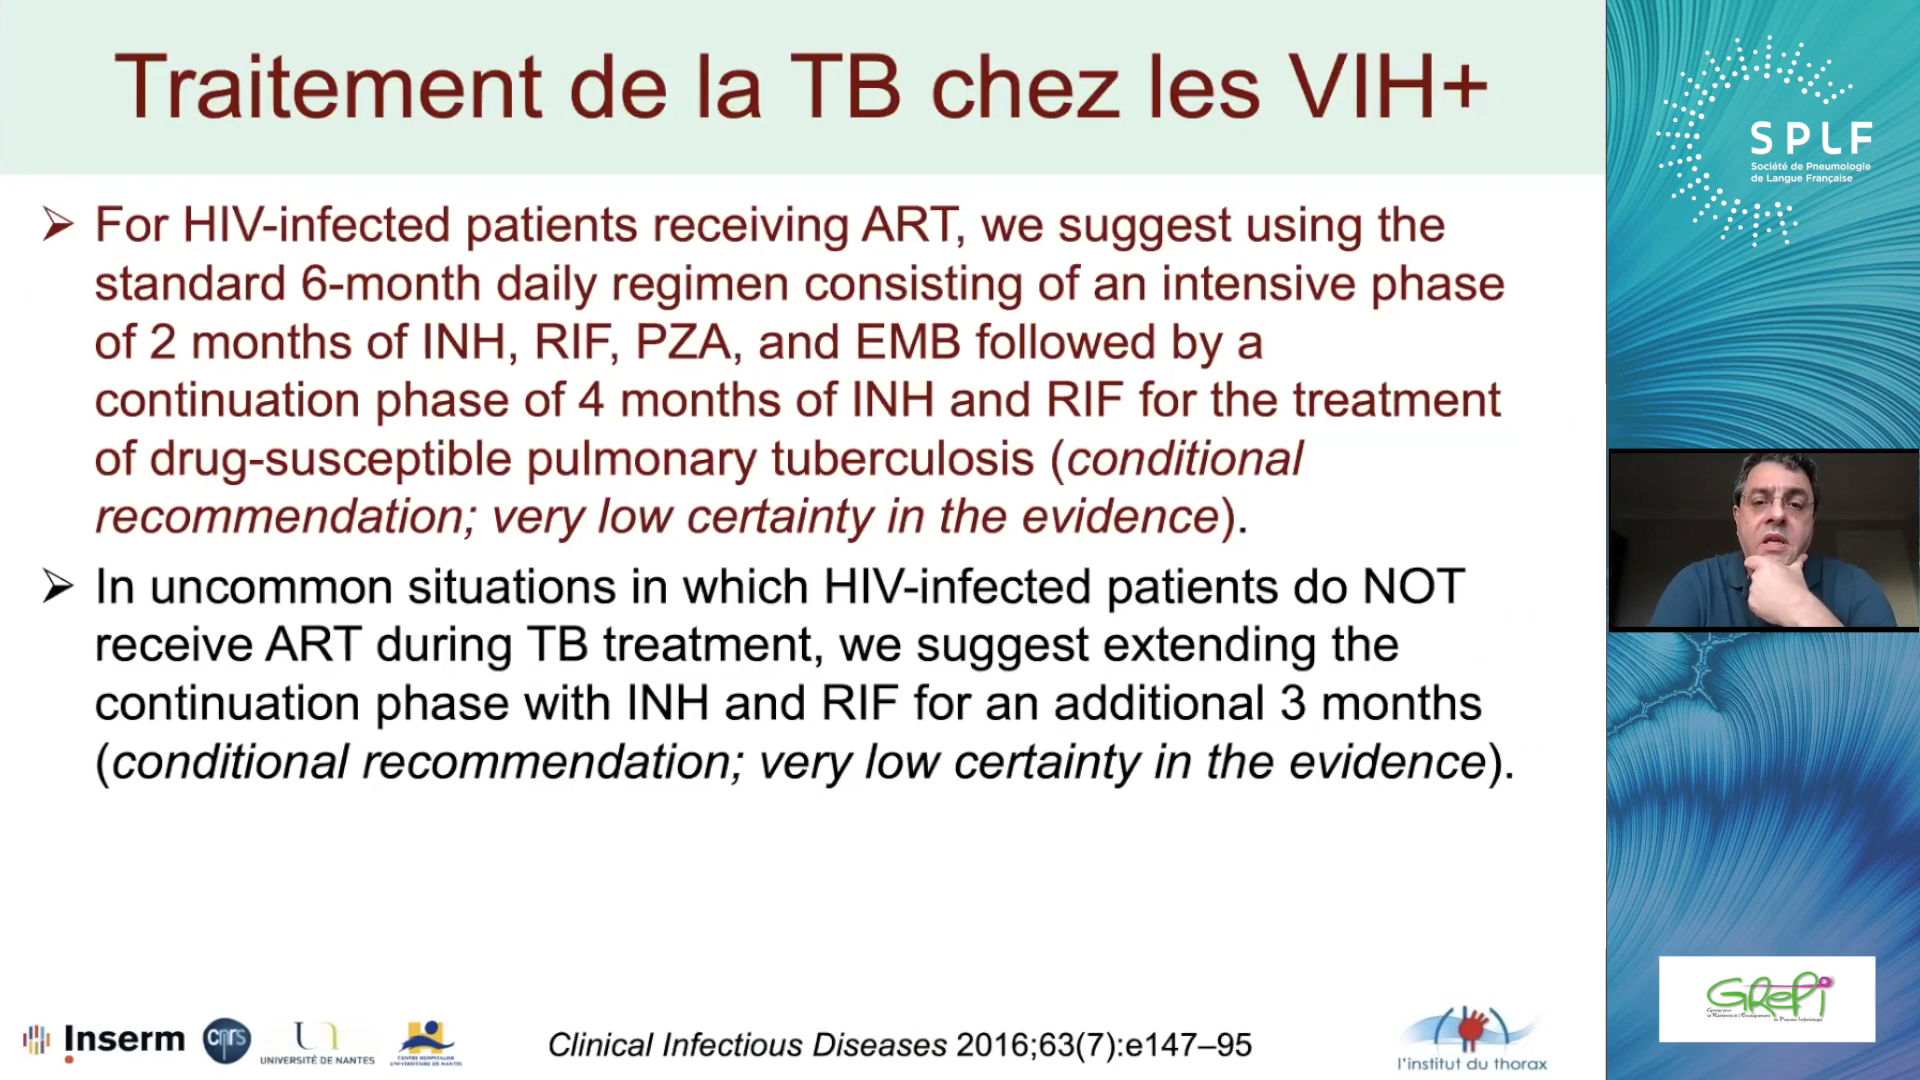 Traitement de la TB chez les VIH+
➢ For HIV-infected patients receiving ART, we suggest using the
standard 6-month daily regimen consisting of an intensive phase
of 2 months of INH, RIF, PZA, and EMB followed by a
continuation phase of 4 months of INH and RIF for the treatment
of drug-susceptible pulmonary tuberculosis (conditional
recommendation; very low certainty in the evidence).
➢ In uncommon situations in which HIV-infected patients do NOT
receive ART during TB treatment, we suggest extending the
continuation phase with INH and RIF for an additional 3 months
(conditional recommendation; very low certainty in the evidence).
Inserm
cnrs
UNIVERSITÉ DE NANTES
CENTRE HOSPITALIER
UNIVERSITAIRE DE NANTES
Clinical Infectious Diseases 2016;63(7):e147–95
l'institut du thorax
SPLF
Société de Pneumologie
de Langue Française
GREPI